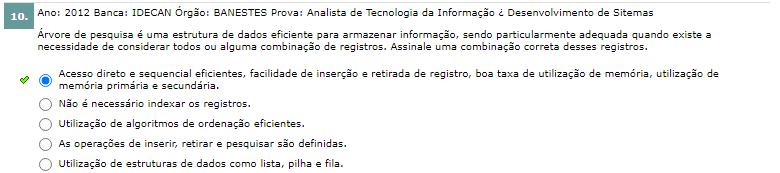 10.
Ano: 2012 Banca: IDECAN Órgão: BANESTES Prova: Analista de Tecnologia da Informação ¿ Desenvolvimento de Sitemas
Árvore de pesquisa é uma estrutura de dados eficiente para armazenar informação, sendo particularmente adequada quando existe a
necessidade de considerar todos ou alguma combinação de registros. Assinale uma combinação correta desses registros.
Acesso direto e sequencial eficientes, facilidade de inserção e retirada de registro, boa taxa de utilização de memória, utilização de
memória primária e secundária.
Não é necessário indexar os registros.
Utilização de algoritmos de ordenação eficientes.
As operações de inserir, retirar e pesquisar são definidas.
Utilização de estruturas de dados como lista, pilha e fila.